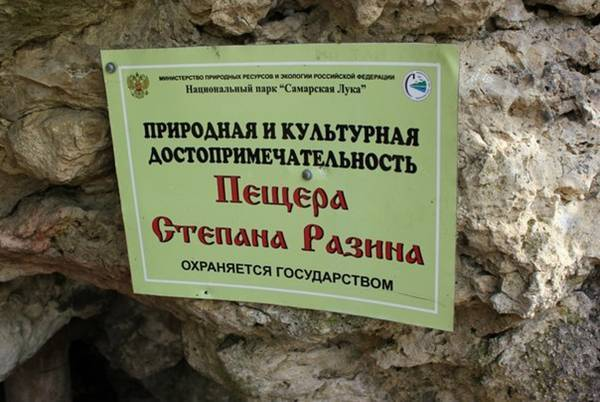 МИНИСТЕРСТВО ПРИРОДНЫХ РЕСУРСОВ И ЭКОЛОГИИ РОССИЙСКОЙ ФЕДЕРАЦИИ
Национальный парк "Самарская Лука"
ПРИРОДНАЯ И КУЛЬТУРНАЯ
ДОСТОПРИМЕЧАТЕЛЬНОСТЬ
ПЕЩЕРА
СТЕПАНА РАЗИНА
ОХРАНЯЕТСЯ ГОСУДАРСТВОМ